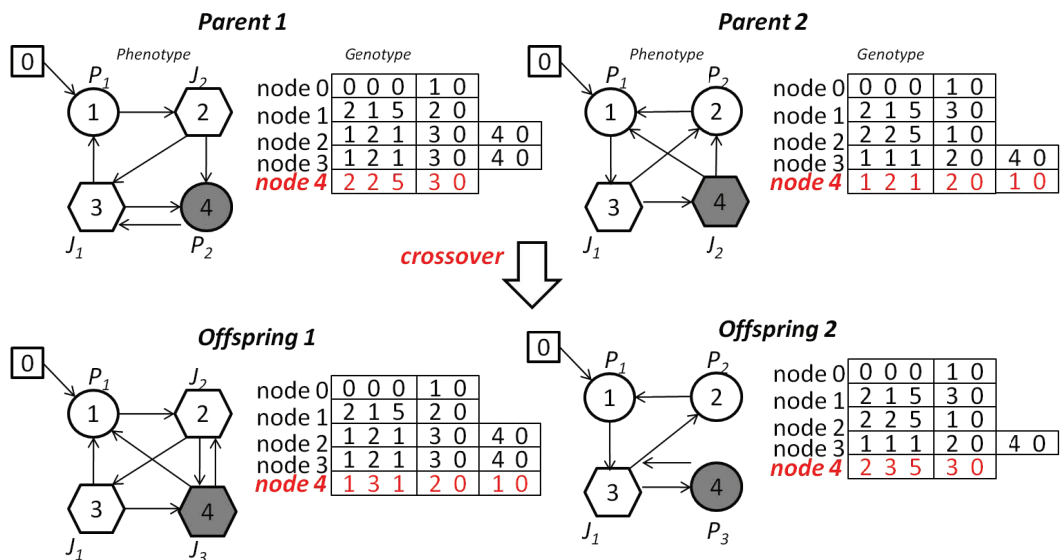 Parent 1
Phenotype
Genotype
0
P1
J2
1
2
3
4
J1
P2
node 0 0 0 0 1 0
node 1 2 1 5 2 0
node 2 1 2 1 3 0 4 0
node 3 1 2 1 3 0 4 0
node 4 2 2 5 3 0
Parent 2
Phenotype
Genotype
0
P1
P2
1
2
3
4
J1
J2
node 0 0 0 0 1 0
node 1 2 1 5 3 0
node 2 2 2 5 1 0
node 3 1 1 1 2 0 4 0
node 4 1 2 1 2 0 1 0
crossover
Offspring 1
0
P1
J2
1
2
3
4
J1
J3
node 0 0 0 0 1 0
node 1 2 1 5 2 0
node 2 1 2 1 3 0 4 0
node 3 1 2 1 3 0 4 0
node 4 1 3 1 2 0 1 0
Offspring 2
0
P1
P2
1
2
3
4
J1
P3
node 0 0 0 0 1 0
node 1 2 1 5 3 0
node 2 2 2 5 1 0
node 3 1 1 1 2 0 4 0
node 4 2 3 5 3 0